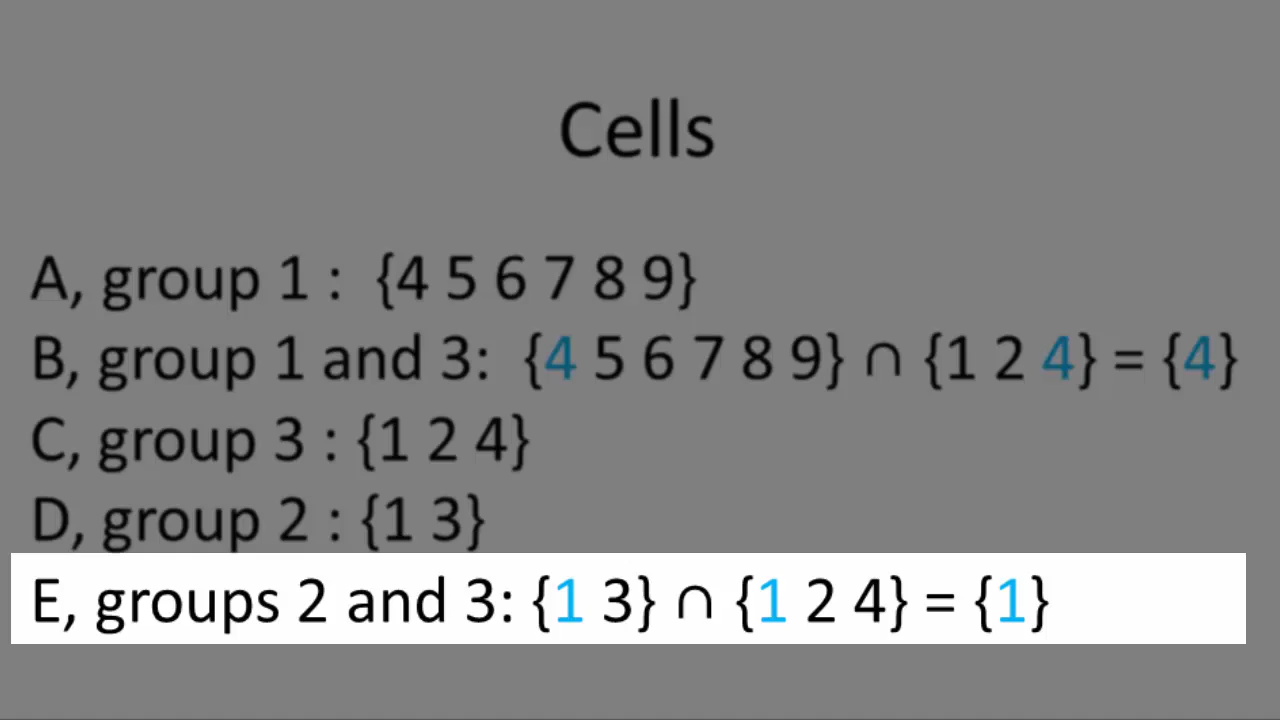 Cells
A, group 1 : {4 5 6 7 8 9}
B, group 1 and 3: {4 5 6 7 8 9} ∩ {1 2 4} = {4}
C, group 3 : {1 2 4}
D, group 2 : {1 3}
E, groups 2 and 3: {1 3} ∩ {1 2 4} = {1}